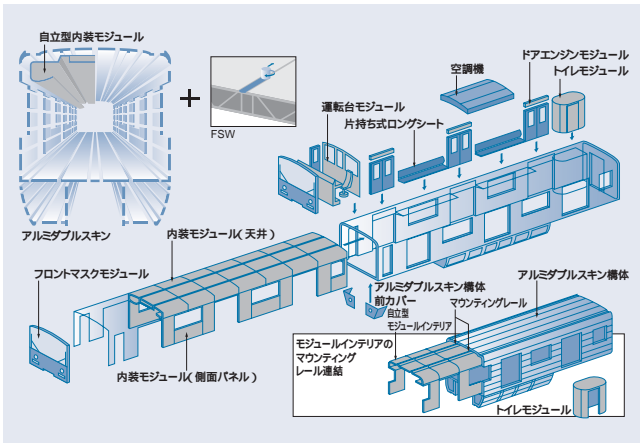 自立型内装モジュール
FSW
アルミダブルスキン
ドアエンジンモジュール
トイレモジュール
空調機
運転台モジュール
片持ち式ロングシート
内装モジュール(天井)
フロントマスクモジュール
内装モジュール(側面パネル)
アルミダブルスキン構体
前カバー
自立型
モジュールインテリア
マウンティングレール
アルミダブルスキン構体
モジュールインテリアの
マウンティング
レール連結
トイレモジュール